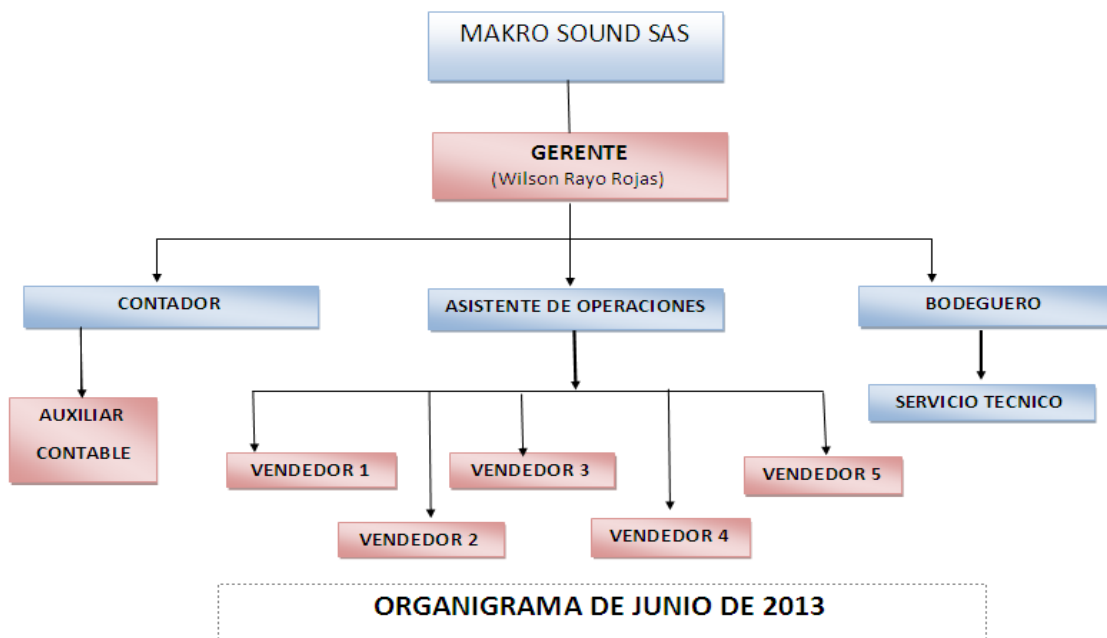 MAKRO SOUND SAS
GERENTE
(Wilson Rayo Rojas)
CONTADOR
ASISTENTE DE OPERACIONES
BODEGUERO
AUXILIAR
CONTABLE
SERVICIO TECNICO
VENDEDOR 1
VENDEDOR 3
VENDEDOR 5
VENDEDOR 2
VENDEDOR 4
ORGANIGRAMA DE JUNIO DE 2013